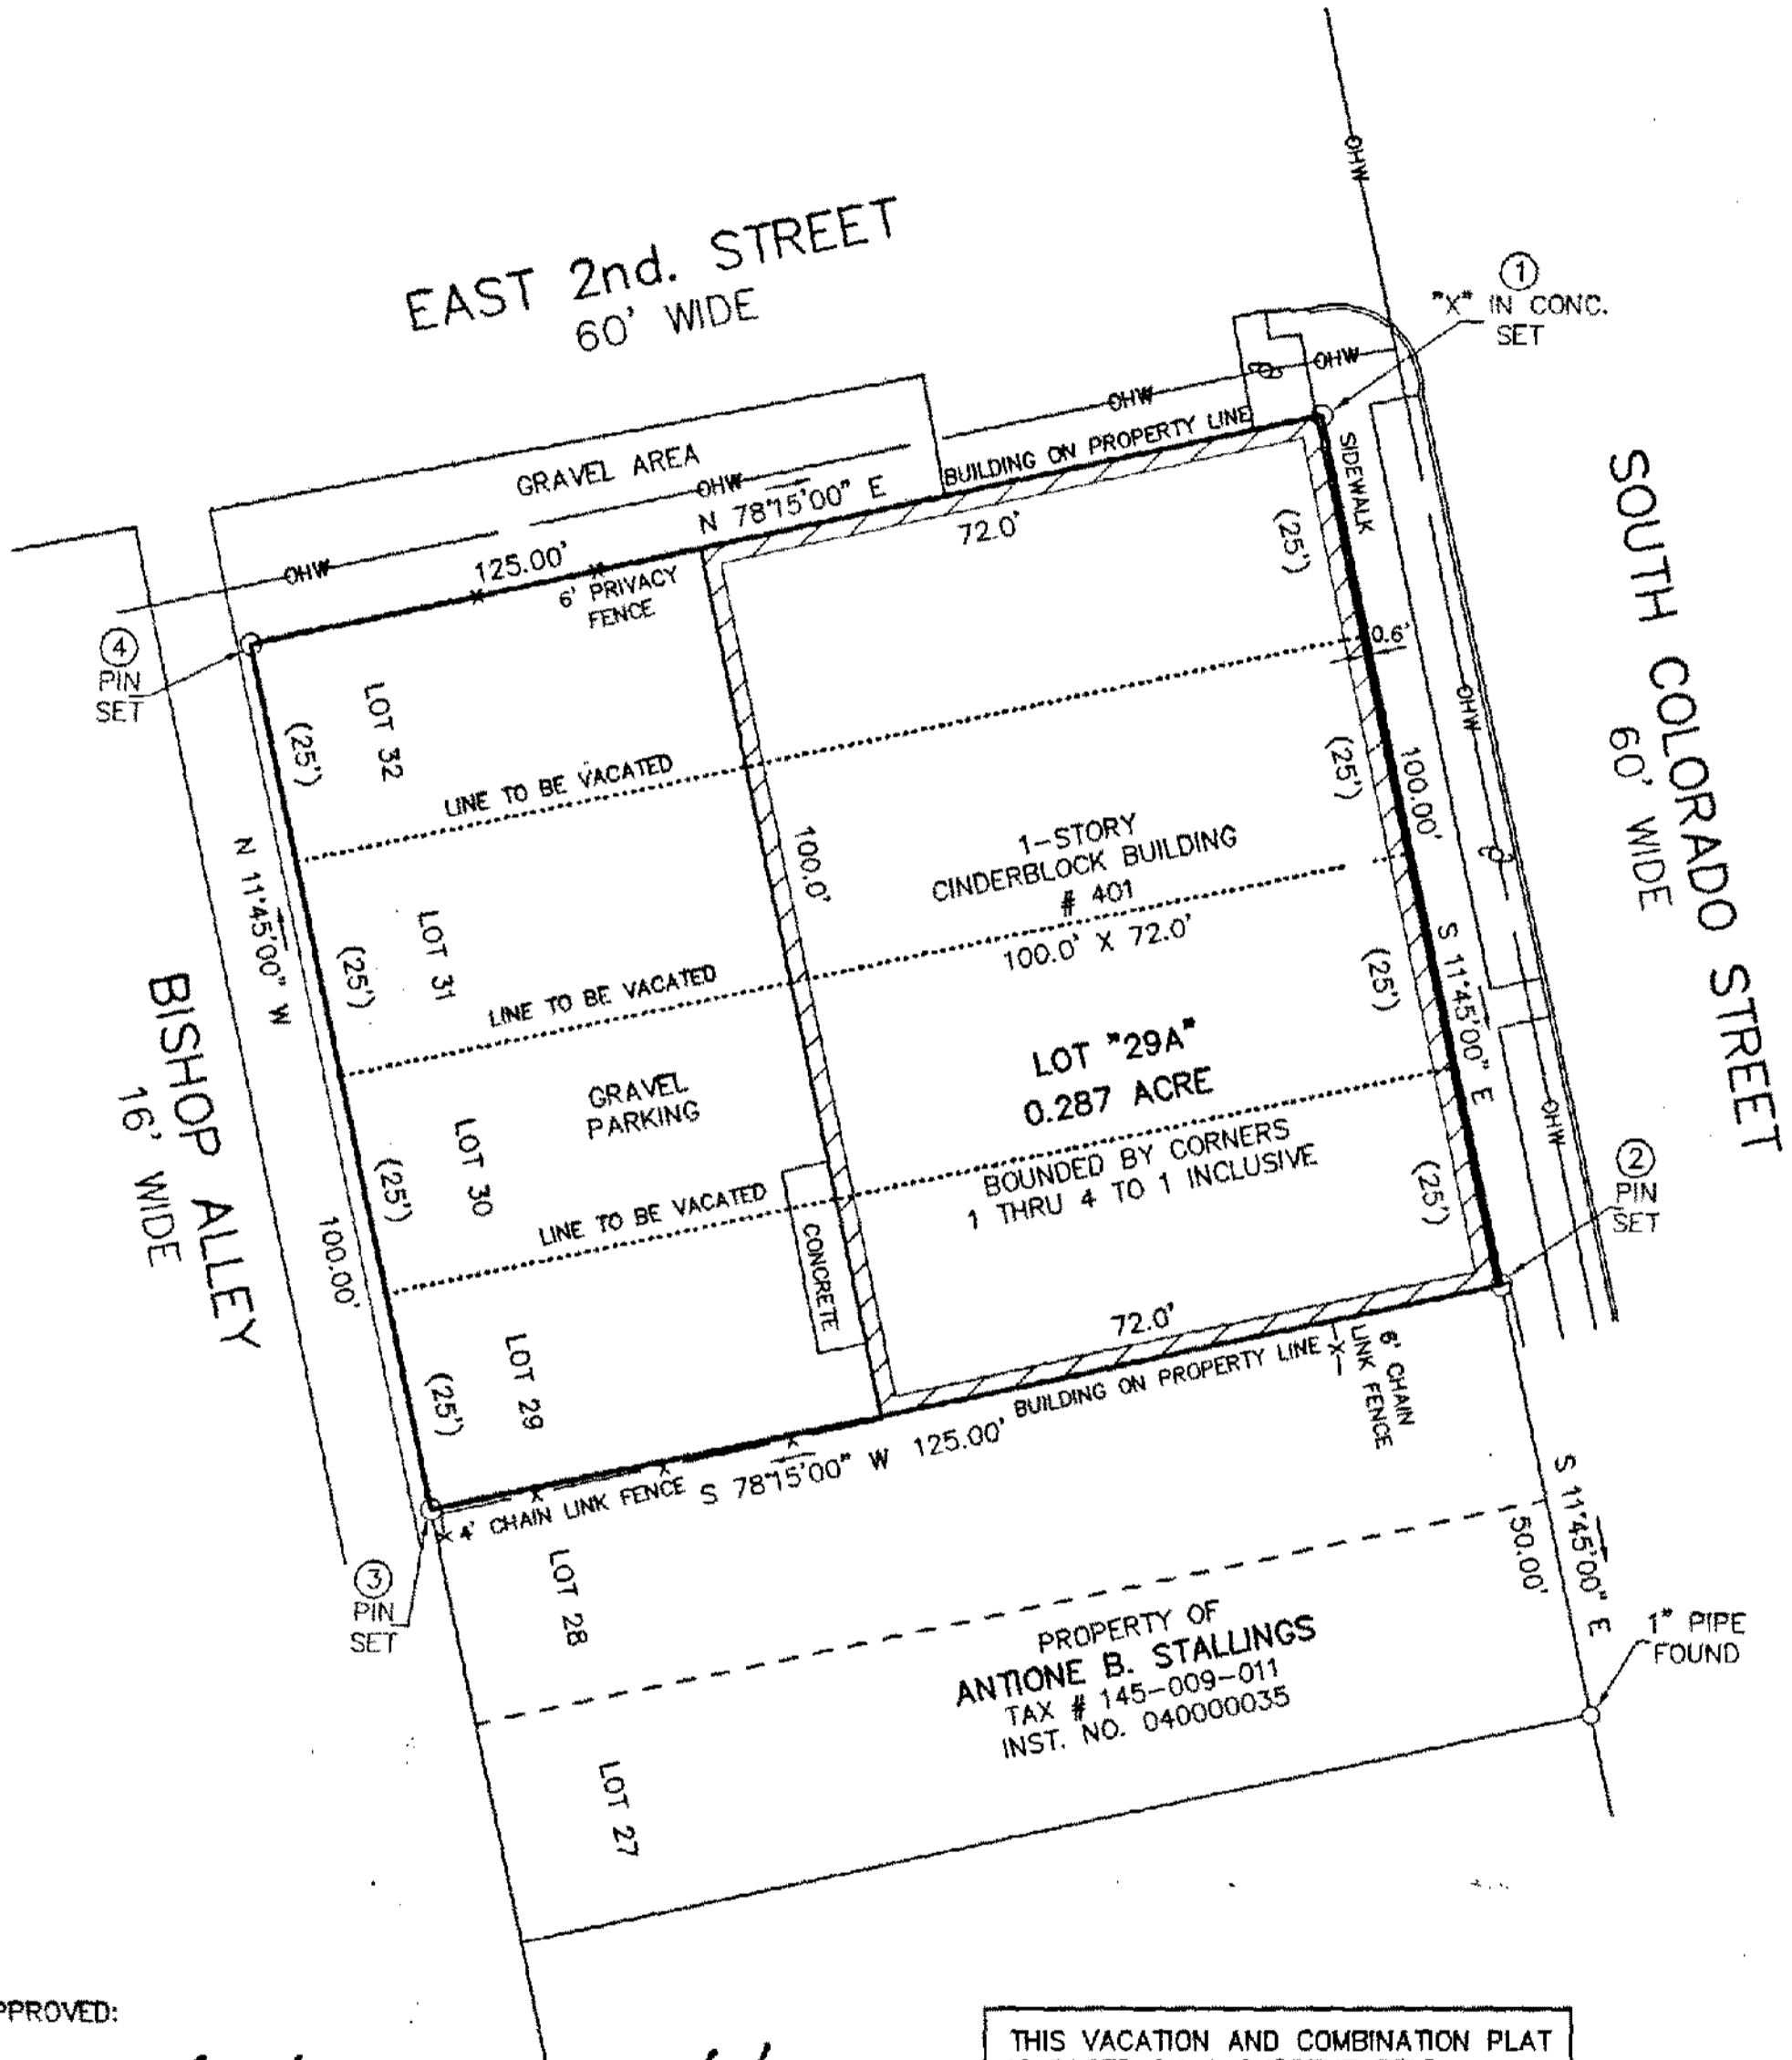 EAST 2nd. STREET
60' WIDE
OHW
①
"X" IN CONC.
SET
OHW
OHW
BUILDING ON PROPERTY LINE
GRAVEL AREA
OHW
N 78°15'00" E
125.00'
OHW
6' PRIVACY
FENCE
72.0'
SIDEWALK
(25')
0.6'
④
PIN
SET
LOT 32
(25')
LINE TO BE VACATED
SOUTH COLORADO STREET
60' WIDE
OHW
(25')
100.00'
100.0'
1-STORY
CINDERBLOCK BUILDING
# 401
100.0' X 72.0'
N 11°45'00" W
100.00'
LOT 31
(25')
LINE TO BE VACATED
(25')
S 11°45'00" E
BISHOP ALLEY
16' WIDE
GRAVEL
PARKING
LOT "29A"
0.287 ACRE
BOUNDED BY CORNERS
1 THRU 4 TO 1 INCLUSIVE
LOT 30
(25')
LINE TO BE VACATED
CONCRETE
(25')
OHW
②
PIN
SET
LOT 29
(25')
72.0'
BUILDING ON PROPERTY LINE
6' CHAIN
LINK FENCE
S 78°15'00" W 125.00'
4' CHAIN LINK FENCE
③
PIN
SET
LOT 28
S 11°45'00" E
50.00'
1" PIPE
FOUND
PROPERTY OF
ANTIONE B. STALLINGS
TAX # 145-009-011
INST. NO. 040000035
LOT 27
PPROVED:
THIS VACATION AND COMBINATION PLAT